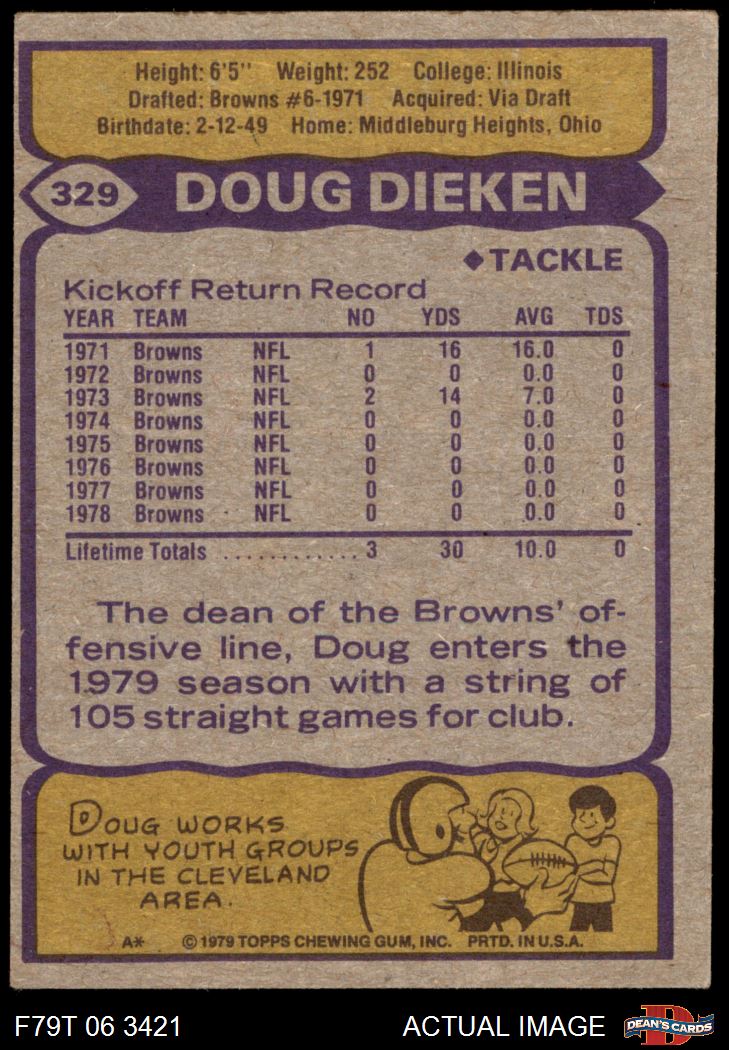 Height: 6'5'' Weight: 252 College: Illinois
Drafted: Browns #6-1971 Acquired: Via Draft
Birthdate: 2-12-49 Home: Middleburg Heights, Ohio
329 DOUG DIEKEN
◆TACKLE
Kickoff Return Record
YEAR TEAM NO YDS AVG TDS
1971 Browns NFL 1 16 16.0 0
1972 Browns NFL 0 0 0.0 0
1973 Browns NFL 2 14 7.0 0
1974 Browns NFL 0 0 0.0 0
1975 Browns NFL 0 0 0.0 0
1976 Browns NFL 0 0 0.0 0
1977 Browns NFL 0 0 0.0 0
1978 Browns NFL 0 0 0.0 0
Lifetime Totals ............ 3 30 10.0 0
The dean of the Browns' of-
fensive line, Doug enters the
1979 season with a string of
105 straight games for club.
DOUG WORKS
WITH YOUTH GROUPS
IN THE CLEVELAND
AREA.
A* © 1979 TOPPS CHEWING GUM, INC. PRTD. IN U.S.A.
F79T 06 3421 ACTUAL IMAGE D DEAN'S CARDS